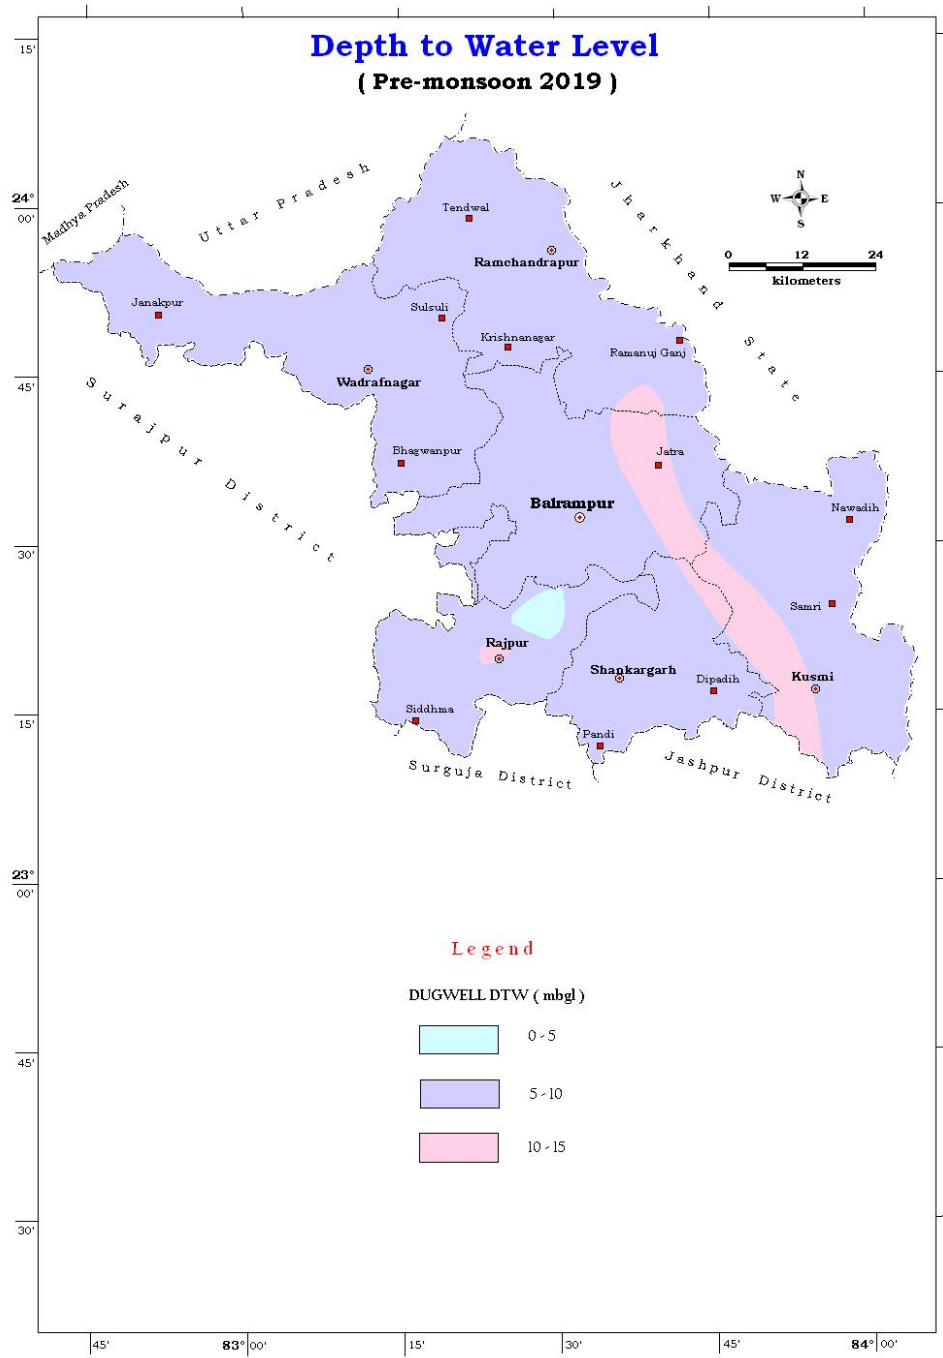 Depth to Water Level
( Pre-monsoon 2019 )
15'
24°
00'
45'
30'
15'
23°
00'
45'
30'
Madhya Pradesh
Uttar Pradesh
Jharkhand State
Surajpur District
Surguja District
Jashpur District
N
W E
S
0 12 24
kilometers
Tendwal
Ramchandrapur
Janakpur
Sulsuli
Krishnanagar
Ramanuj Ganj
Wadrafnagar
Bhagwanpur
Jatra
Balrampur
Nawadih
Samri
Rajpur
Shankargarh
Dipadih
Kusmi
Siddhma
Pandi
Legend
DUGWELL DTW ( mbgl )
0 - 5
5 - 10
10 - 15
45' 83° 00' 15' 30' 45' 84° 00'